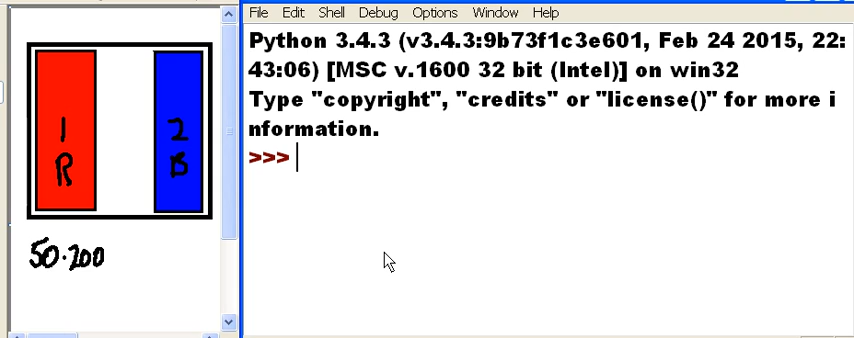 File Edit Shell Debug Options Window Help
Python 3.4.3 (v3.4.3:9b73f1c3e601, Feb 24 2015, 22:
43:06) [MSC v.1600 32 bit (Intel)] on win32
Type "copyright", "credits" or "license()" for more i
nformation.
>>>
1 2
R B
50.200